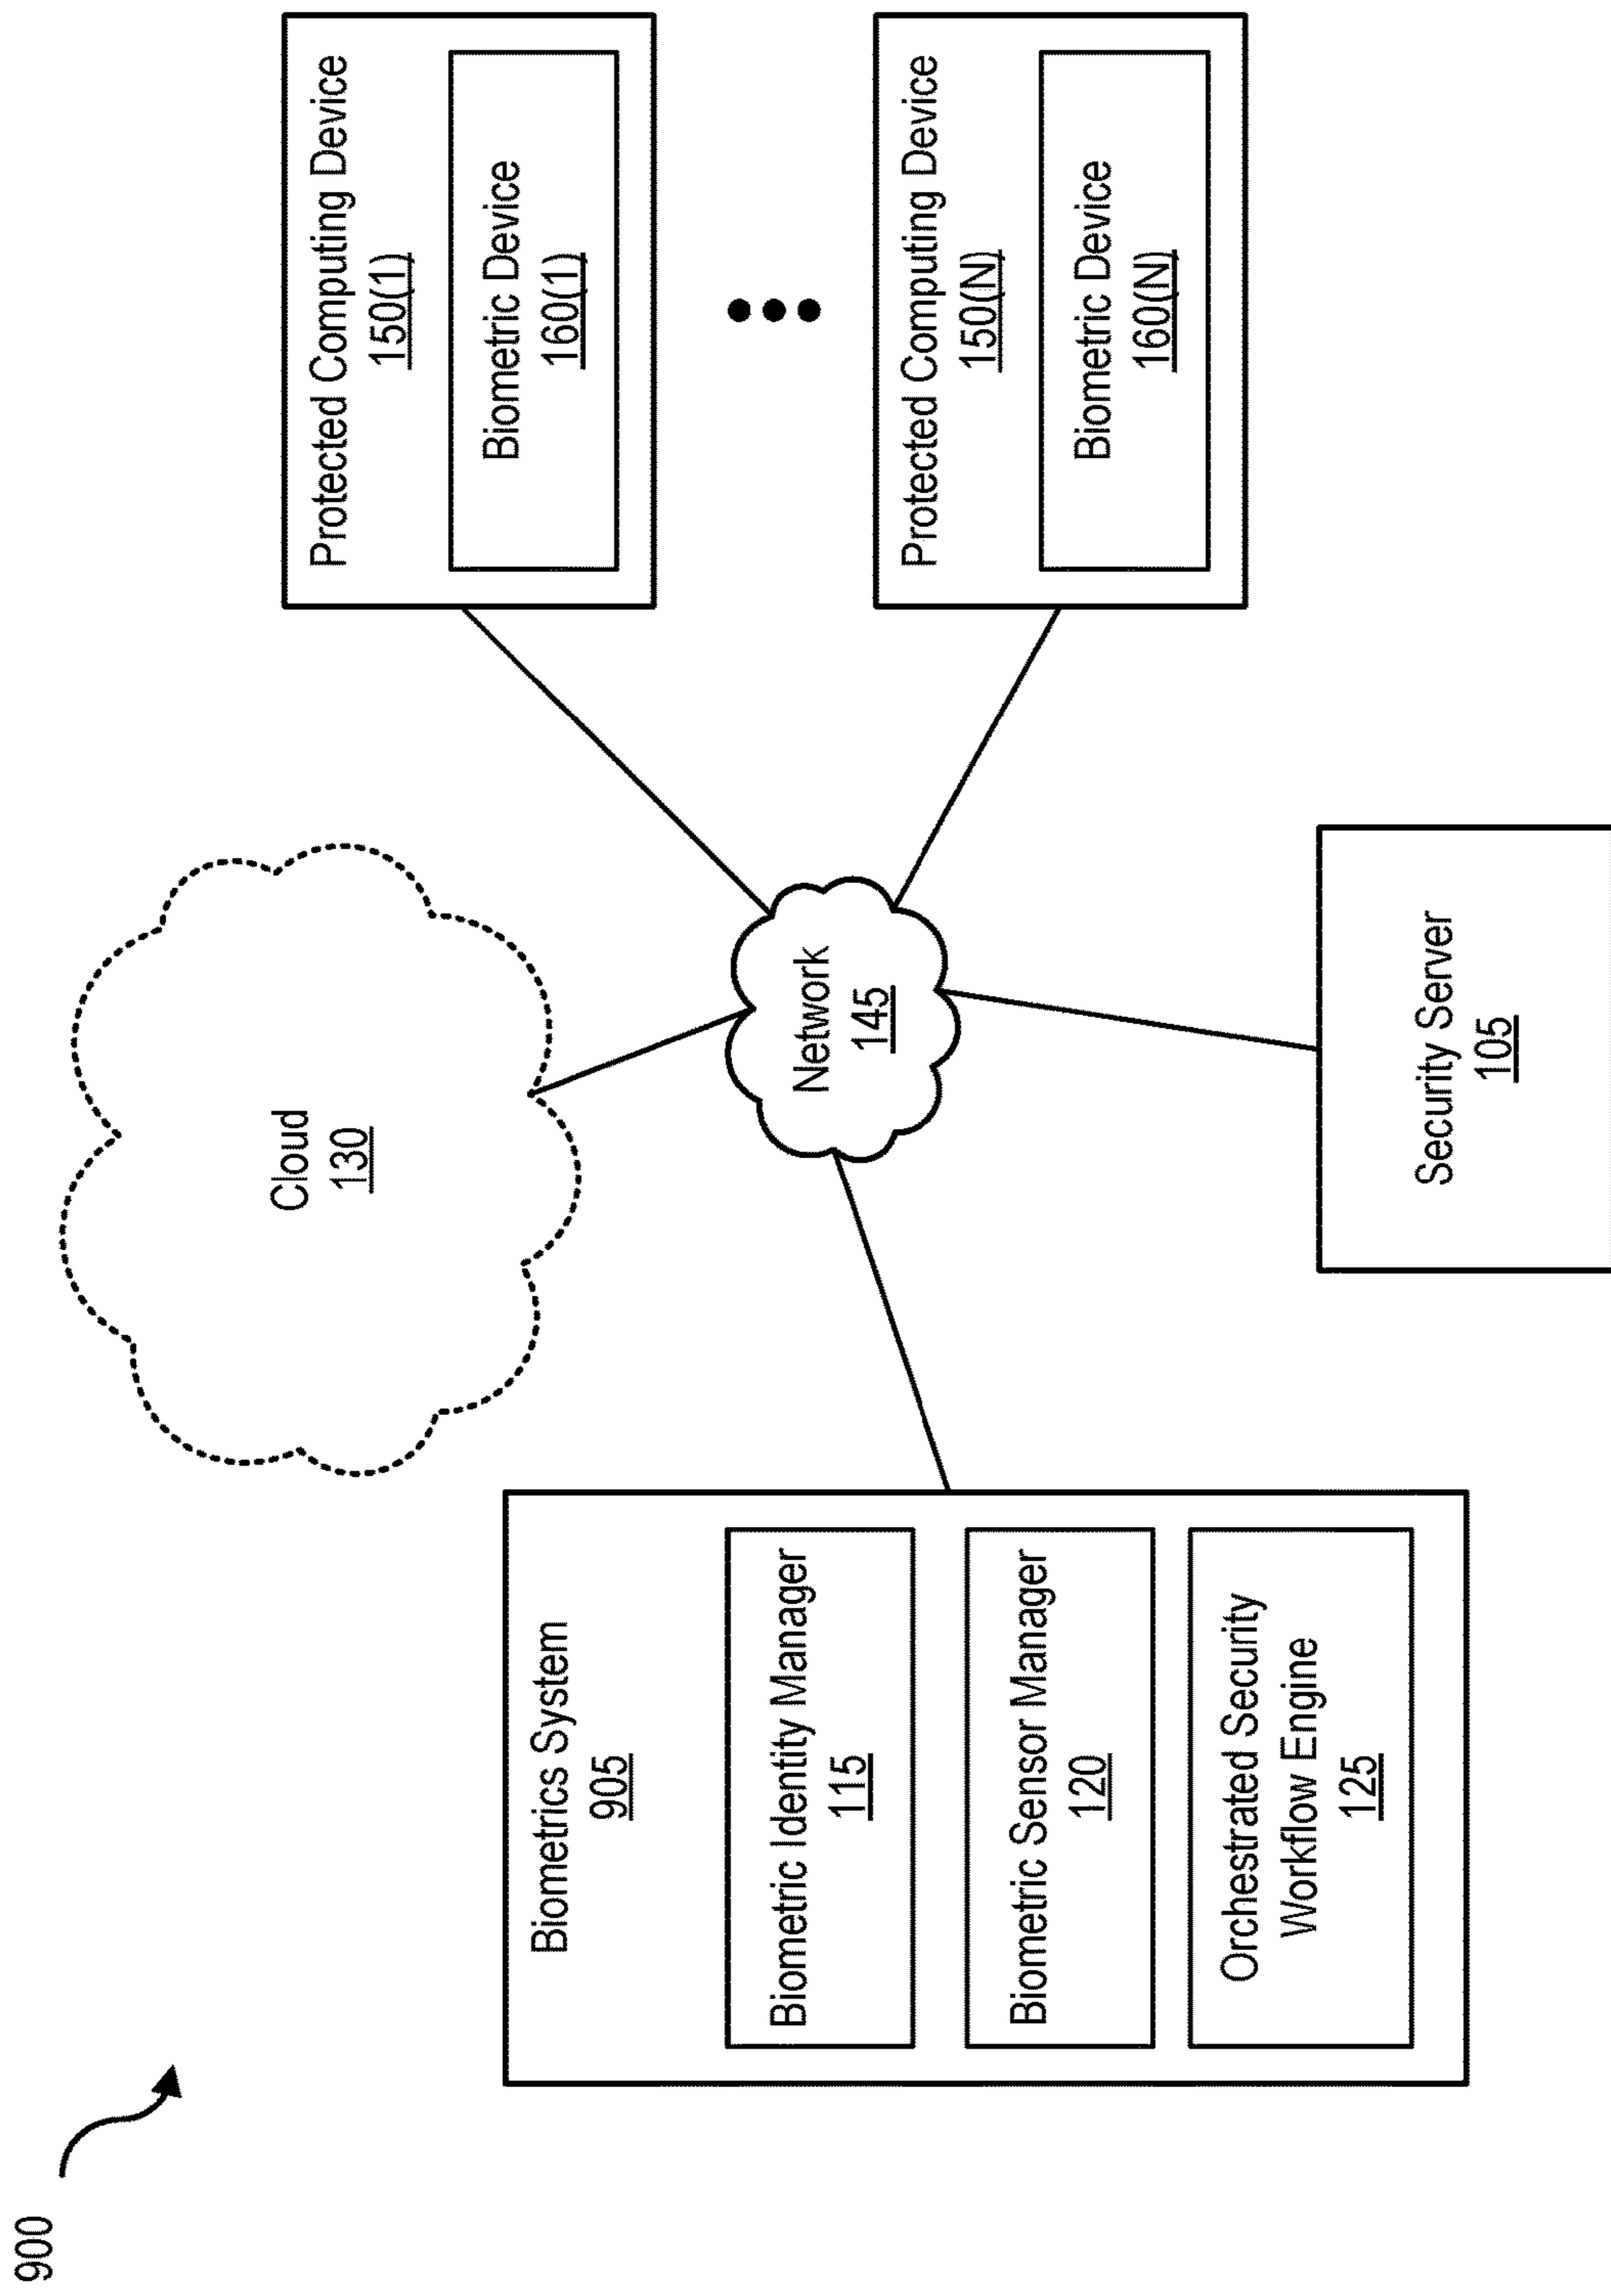 900
Biometrics System
905
Biometric Identity Manager
115
Biometric Sensor Manager
120
Orchestrated Security
Workflow Engine
125
Cloud
130
Network
145
Security Server
105
Protected Computing Device
150(1)
Biometric Device
160(1)
Protected Computing Device
150(N)
Biometric Device
160(N)